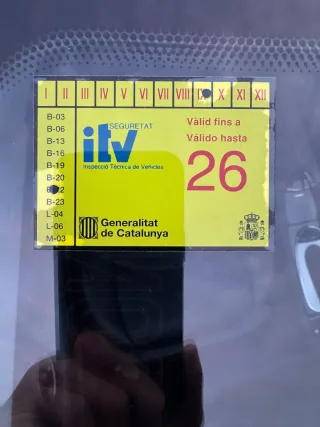 I II III IV V VI VII VIII IX X XI XII
B-03
B-06
B-13
B-16
B-19
B-20
B-23
L-04
L-06
M-03
SEGURETAT
itv
Inspecció Tècnica de Vehicles
Vàlid fins a
Válido hasta
26
Generalitat
de Catalunya